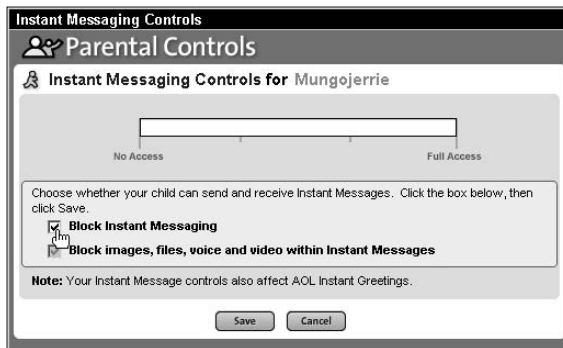 Instant Messaging Controls
Parental Controls
Instant Messaging Controls for Mungojerrie
No Access Full Access
Choose whether your child can send and receive Instant Messages. Click the box below, then
click Save.
Block Instant Messaging
Block images, files, voice and video within Instant Messages
Note: Your Instant Message controls also affect AOL Instant Greetings.
Save Cancel